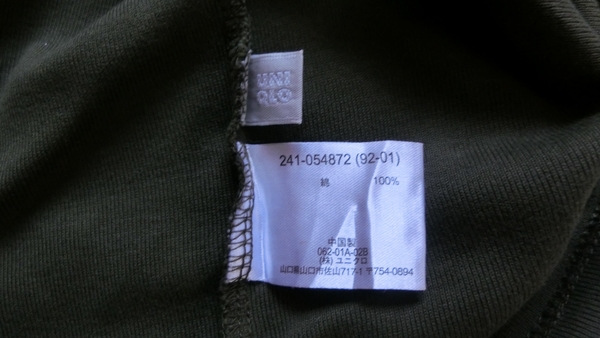 UNI
QLO
241-054872 (92-01)
綿 100%
中国製
062-01A-02B
(株) ユニクロ
山口県山口市佐山717-1 〒754-0894